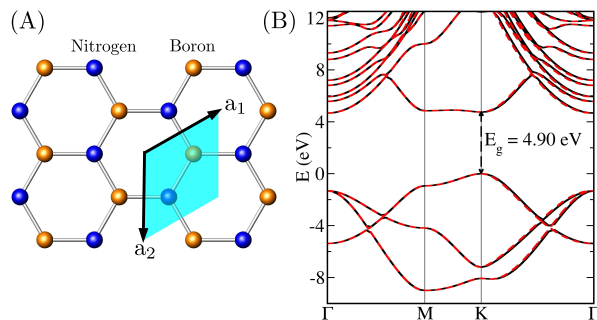 (A)
Nitrogen Boron
a1
a2
(B)
12
8
4
0
-4
-8
E (eV)
Eg = 4.90 eV
Γ M K Γ